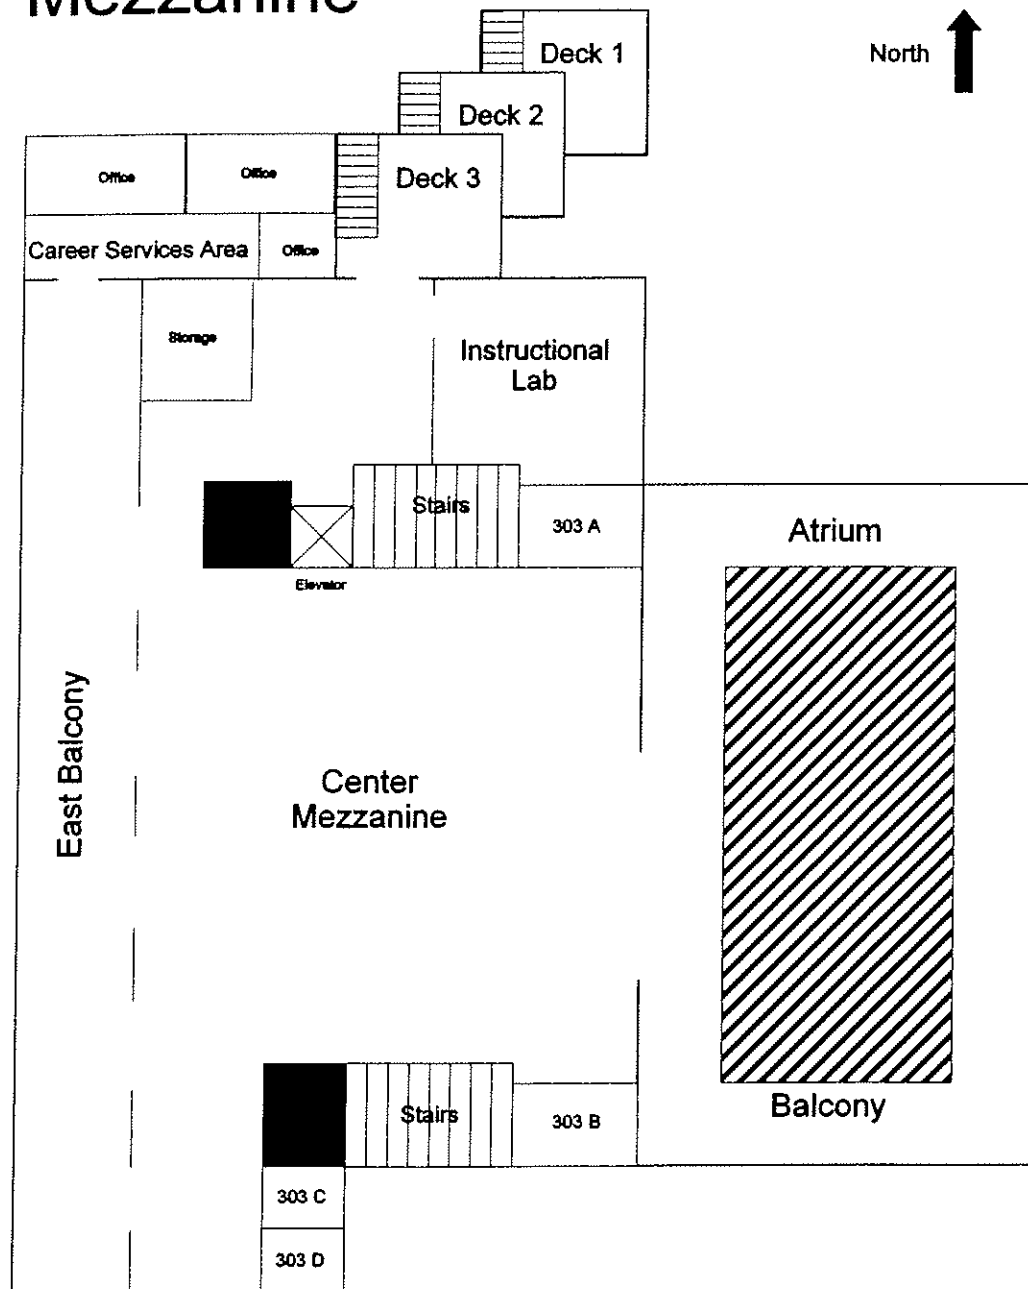 Mezzanine
North
Deck 1
Deck 2
Deck 3
Office
Office
Career Services Area
Office
Storage
Instructional
Lab
Stairs
303 A
Elevator
Atrium
East Balcony
Center
Mezzanine
Balcony
Stairs
303 B
303 C
303 D